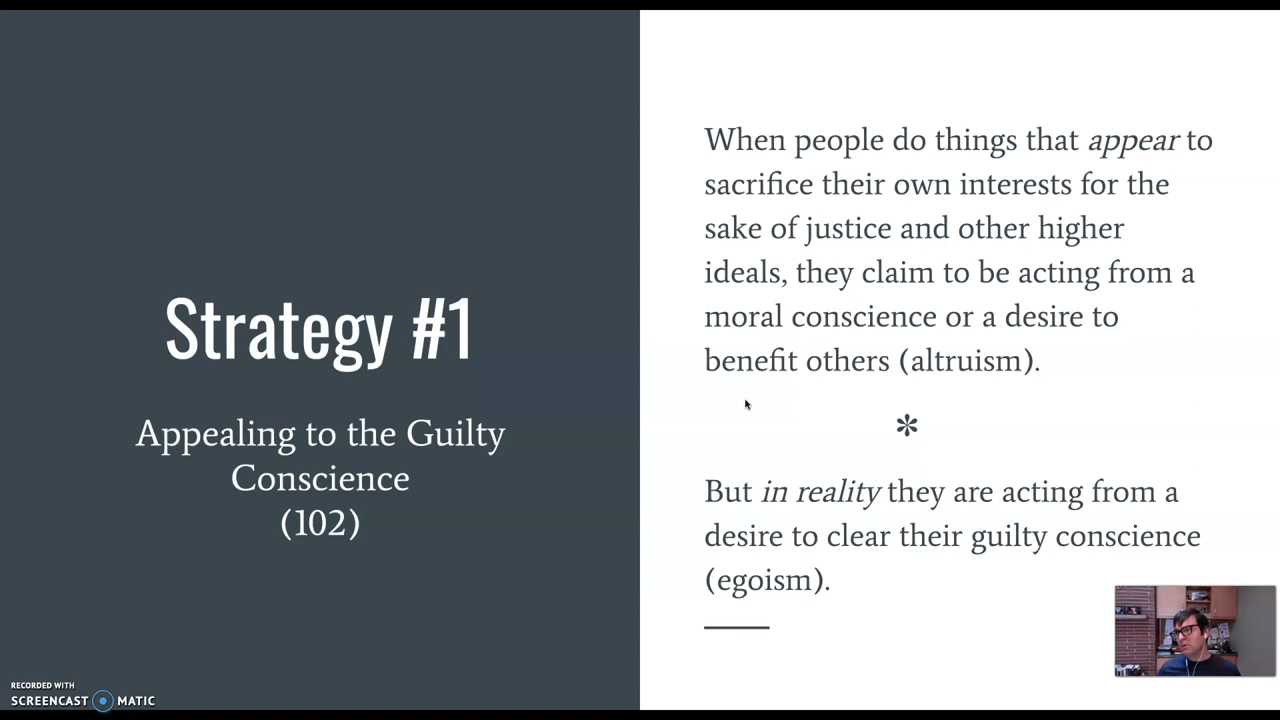 Strategy #1
Appealing to the Guilty
Conscience
(102)
When people do things that appear to
sacrifice their own interests for the
sake of justice and other higher
ideals, they claim to be acting from a
moral conscience or a desire to
benefit others (altruism).
*
But in reality they are acting from a
desire to clear their guilty conscience
(egoism).
RECORDED WITH
SCREENCAST MATIC